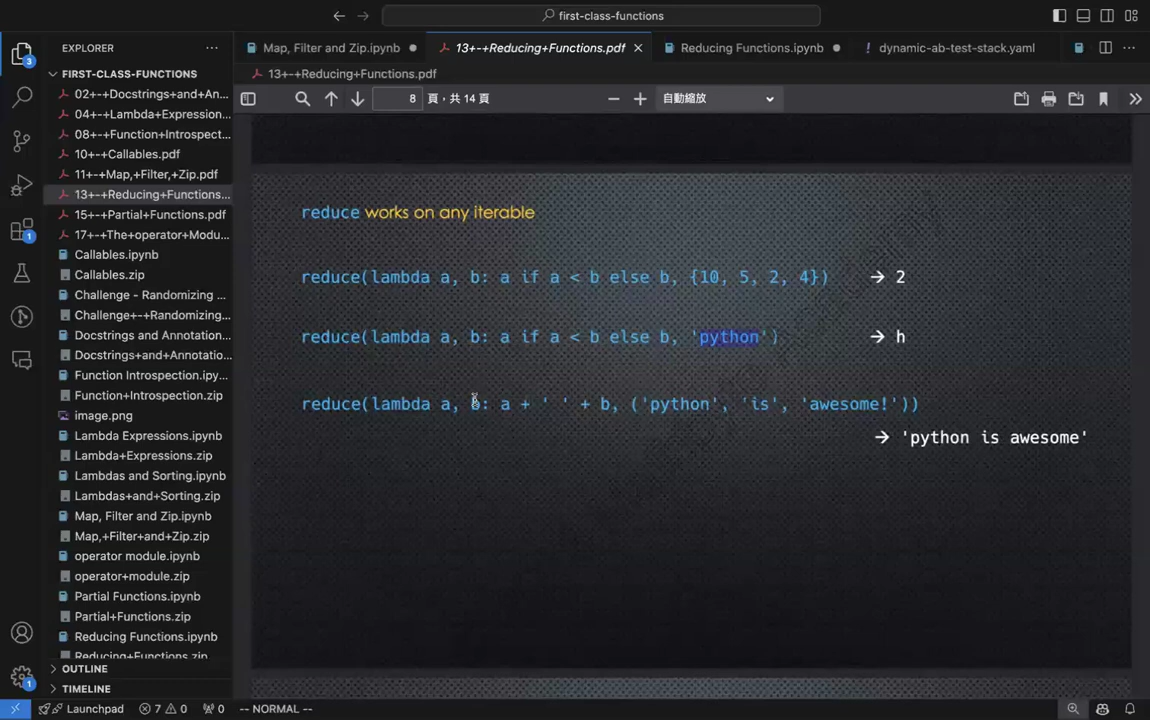 first-class-functions
EXPLORER
FIRST-CLASS-FUNCTIONS
02+-+Docstrings+and+An...
04+-+Lambda+Expression...
08+-+Function+Introspect...
10+-+Callables.pdf
11+-+Map,+Filter,+Zip.pdf
13+-+Reducing+Functions...
15+-+Partial+Functions.pdf
17+-+The+operator+Modu...
Callables.ipynb
Callables.zip
Challenge - Randomizing ...
Challenge+-+Randomizing...
Docstrings and Annotation...
Docstrings+and+Annotatio...
Function Introspection.ipy...
Function+Introspection.zip
image.png
Lambda Expressions.ipynb
Lambda+Expressions.zip
Lambdas and Sorting.ipynb
Lambdas+and+Sorting.zip
Map, Filter and Zip.ipynb
Map,+Filter+and+Zip.zip
operator module.ipynb
operator+module.zip
Partial Functions.ipynb
Partial+Functions.zip
Reducing Functions.ipynb
Reducing+Functions.zip
OUTLINE
TIMELINE
Map, Filter and Zip.ipynb
13+-+Reducing+Functions.pdf
Reducing Functions.ipynb
! dynamic-ab-test-stack.yaml
13+-+Reducing+Functions.pdf
8 頁，共 14 頁
自動縮放
reduce works on any iterable
reduce(lambda a, b: a if a < b else b, {10, 5, 2, 4}) → 2
reduce(lambda a, b: a if a < b else b, 'python') → h
reduce(lambda a, b: a + ' ' + b, ('python', 'is', 'awesome!'))
→ 'python is awesome'
3
1
1
Launchpad 7 0 0 -- NORMAL --